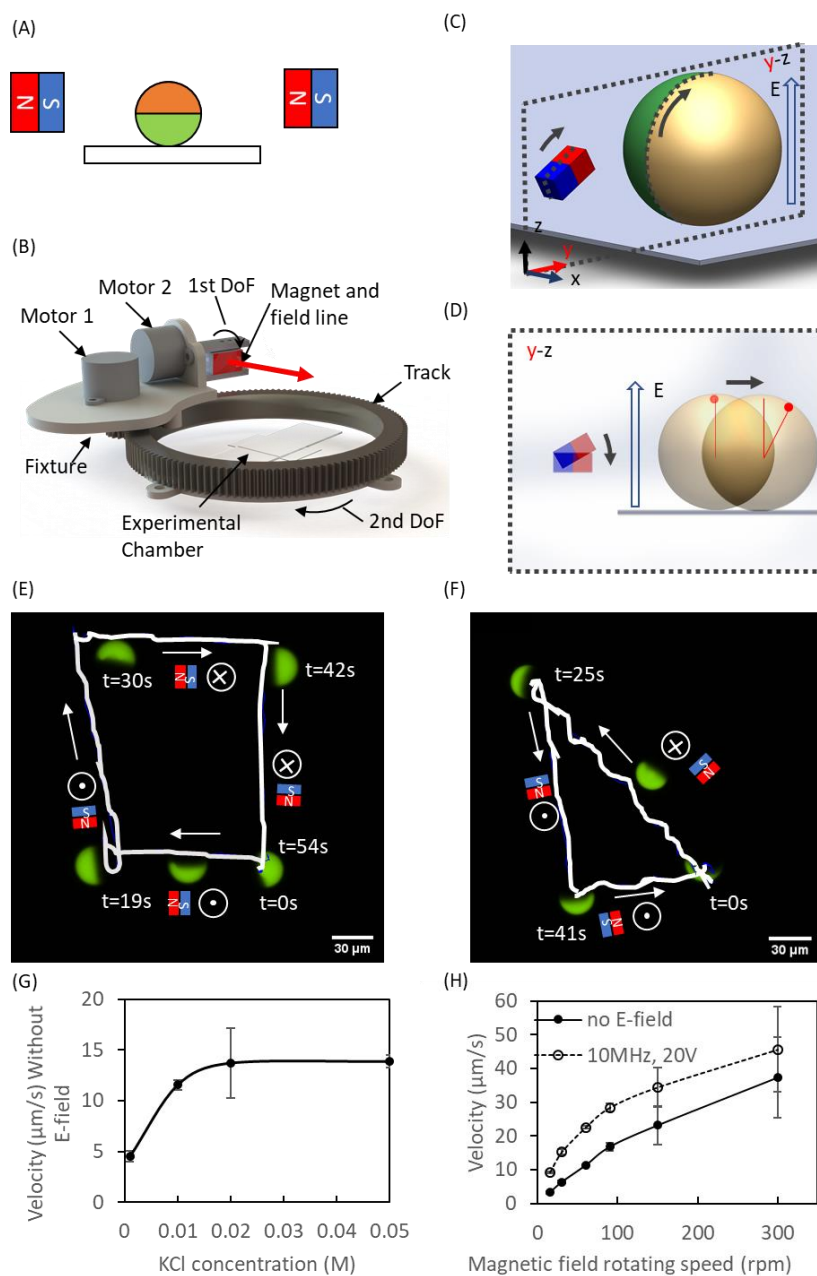 (A)
N S
N S
(B)
Motor 1
Motor 2
1st DoF
Magnet and
field line
Track
Fixture
Experimental
Chamber
2nd DoF
(C)
y-z
E
z
y
x
(D)
y-z
E
(E)
t=30s
N S
t=42s
S
N
S
N
t=54s
t=19s
N S
t=0s
30 µm
(F)
t=25s
S
N
S
N
t=41s
S N
t=0s
30 µm
(G)
Velocity (µm/s) Without
E-field
20
15
10
5
0
0 0.01 0.02 0.03 0.04 0.05
KCl concentration (M)
(H)
no E-field
10MHz, 20V
Velocity (µm/s)
60
50
40
30
20
10
0
0 100 200 300
Magnetic field rotating speed (rpm)